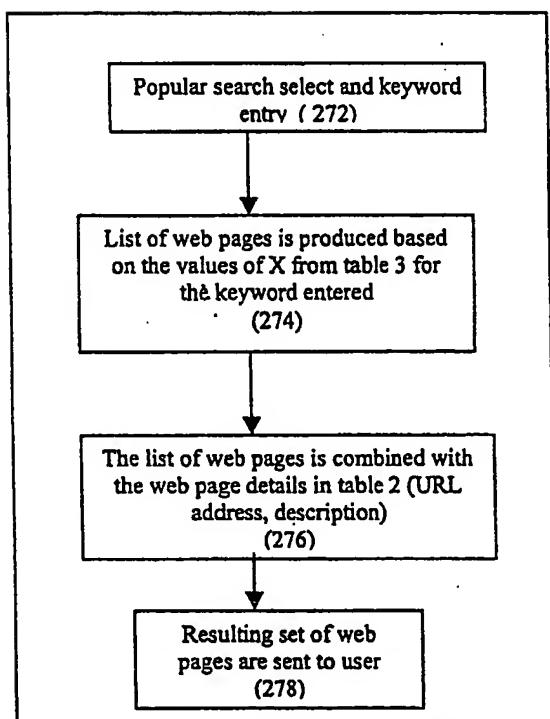 Popular search select and keyword
entry ( 272)
List of web pages is produced based
on the values of X from table 3 for
the keyword entered
(274)
The list of web pages is combined with
the web page details in table 2 (URL
address, description)
(276)
Resulting set of web
pages are sent to user
(278)